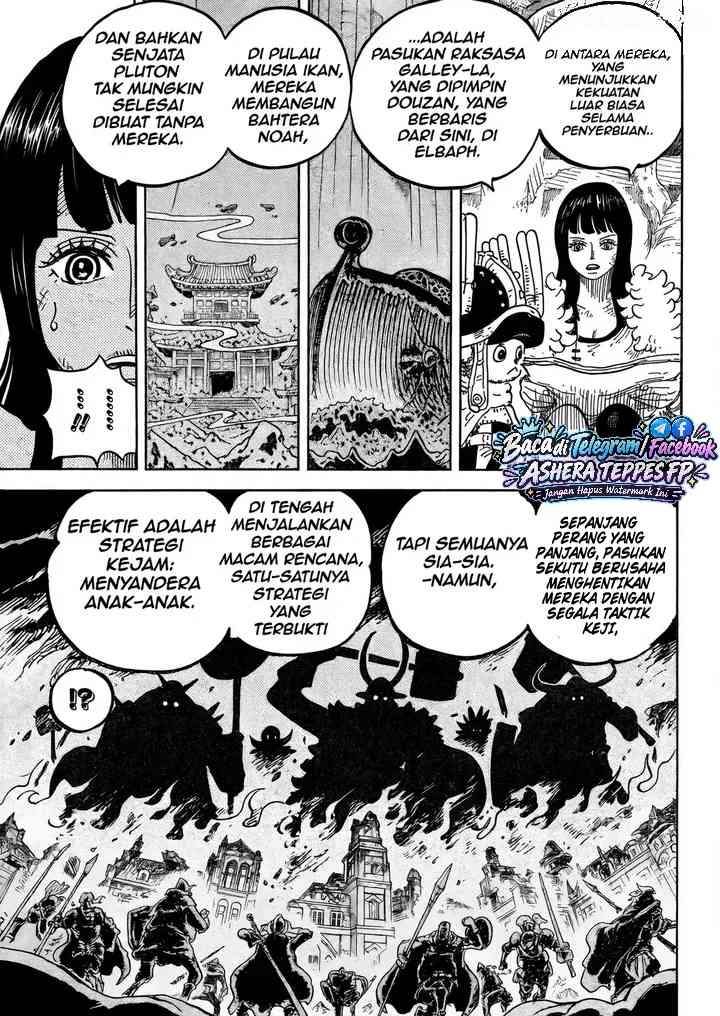 DI ANTARA MEREKA,
YANG
MENUNJUKKAN
KEKUATAN
LUAR BIASA
SELAMA
PENYERBUAN..
...ADALAH
PASUKAN RAKSASA
GALLEY-LA,
YANG DIPIMPIN
DOUZAN, YANG
BERBARIS
DARI SINI, DI
ELBAPH.
DI PULAU
MANUSIA IKAN,
MEREKA
MEMBANGUN
BAHTERA
NOAH,
DAN BAHKAN
SENJATA
PLUTON
TAK MUNGKIN
SELESAI
DIBUAT TANPA
MEREKA.
......!!
Baca di Telegram/Facebook
ASHERA TEPPES FP
Jangan Hapus Watermark Ini
SEPANJANG
PERANG YANG
PANJANG, PASUKAN
SEKUTU BERUSAHA
MENGHENTIKAN
MEREKA DENGAN
SEGALA TAKTIK
KEJI,
TAPI SEMUANYA
SIA-SIA.
-NAMUN,
DI TENGAH
MENJALANKAN
BERBAGAI
MACAM RENCANA,
SATU-SATUNYA
STRATEGI
YANG
TERBUKTI
EFEKTIF ADALAH
STRATEGI
KEJAM:
MENYANDERA
ANAK-ANAK.
!?